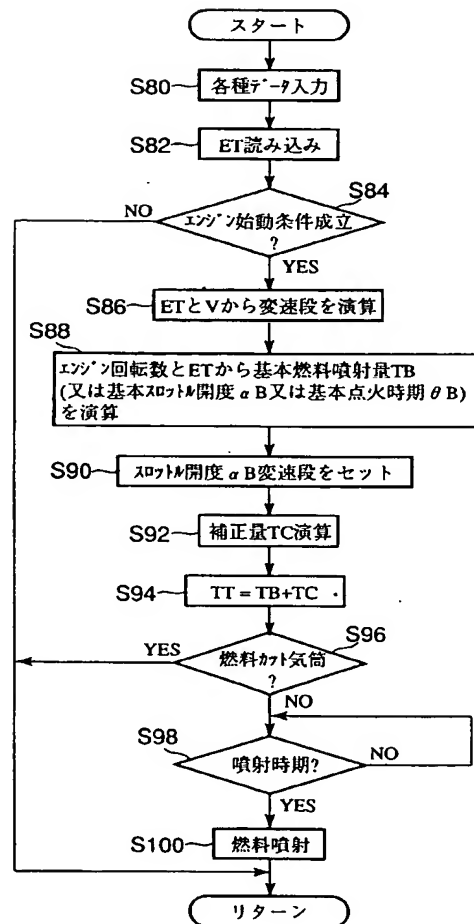 スタート
S80
各種データ入力
S82
ET読み込み
S84
NO
エンジン始動条件成立
?
YES
S86
ETとVから変速段を演算
S88
エンジン回転数とETから基本燃料噴射量TB
(又は基本スロットル開度αB又は基本点火時期θB)
を演算
S90
スロットル開度αB変速段をセット
S92
補正量TC演算
S94
TT=TB+TC
S96
YES
燃料カット気筒
?
NO
S98
噴射時期?
NO
YES
S100
燃料噴射
リターン